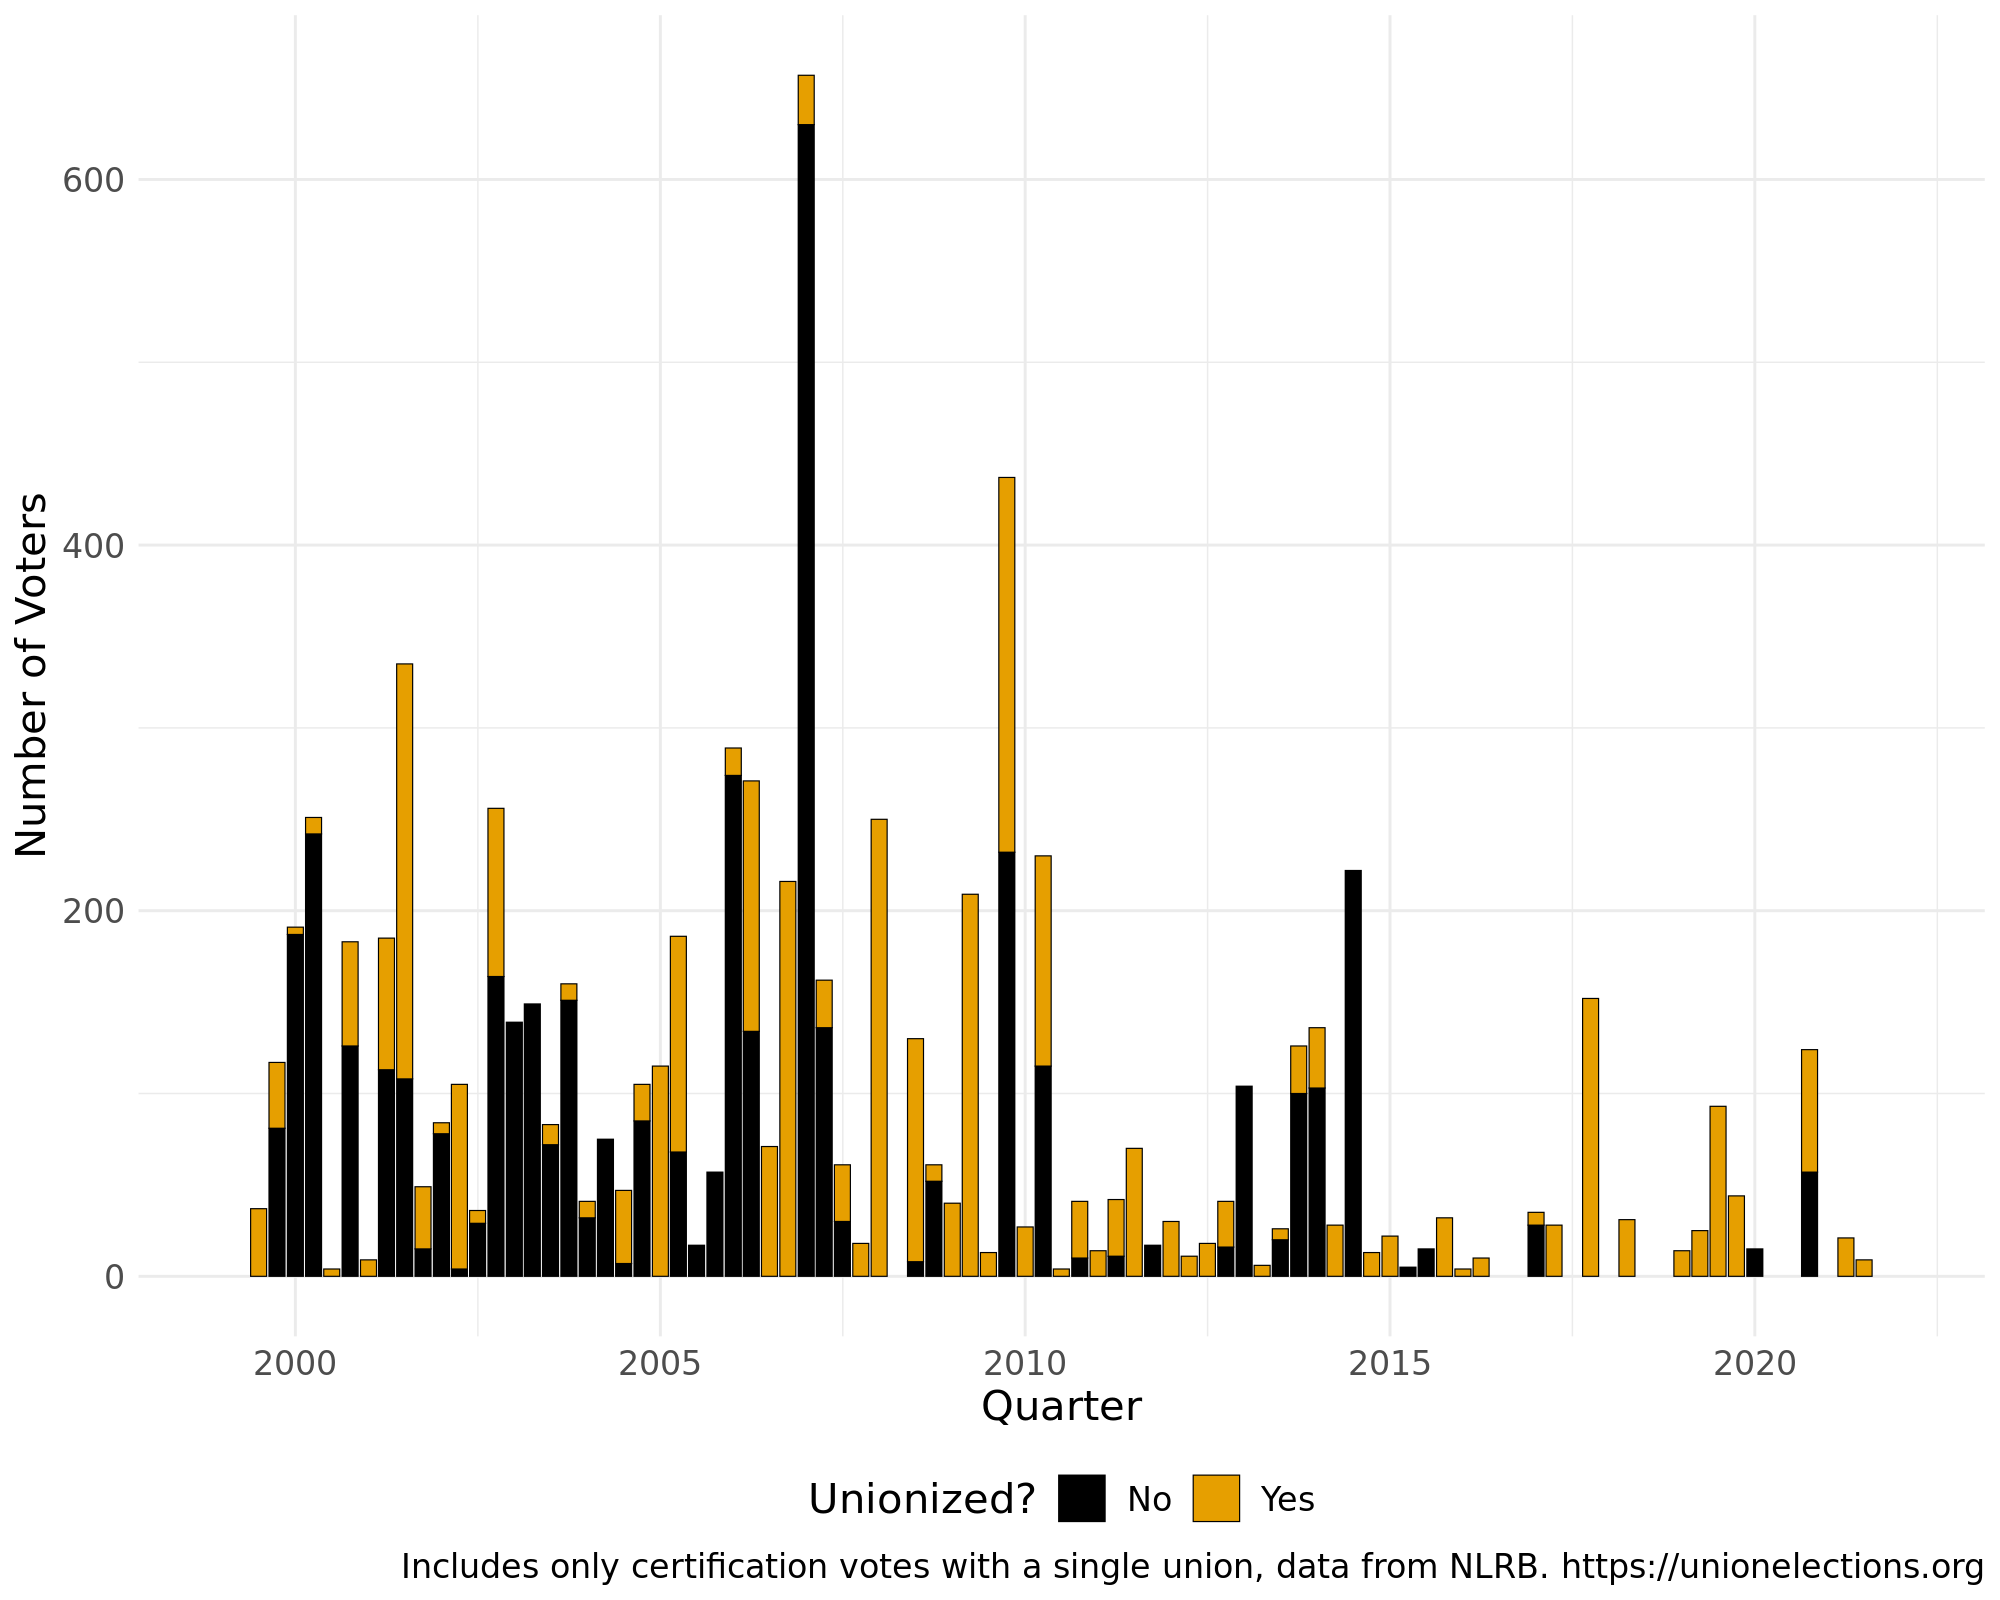 600
400
200
0
Number of Voters
2000 2005 2010 2015 2020
Quarter
Unionized? No Yes
Includes only certification votes with a single union, data from NLRB. https://unionelections.org